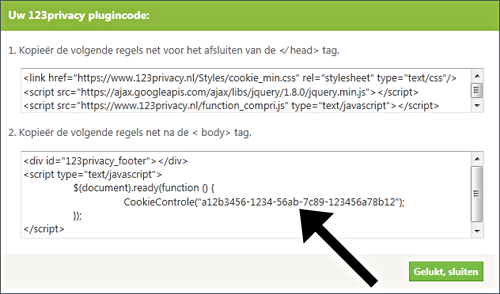 Uw 123privacy plugincode:
1. Kopieër de volgende regels net voor het afsluiten van de </head> tag.
<link href="https://www.123privacy.nl/Styles/cookie_min.css" rel="stylesheet" type="text/css"/>
<script src="https://ajax.googleapis.com/ajax/libs/jquery/1.8.0/jquery.min.js"></script>
<script src="https://www.123privacy.nl/function_compri.js" type="text/javascript"></script>
2. Kopieër de volgende regels net na de < body> tag.
<div id="123privacy_footer"></div>
<script type="text/javascript">
$(document).ready(function () {
CookieControle("a12b3456-1234-56ab-7c89-123456a78b12");
});
</script>
Gelukt, sluiten